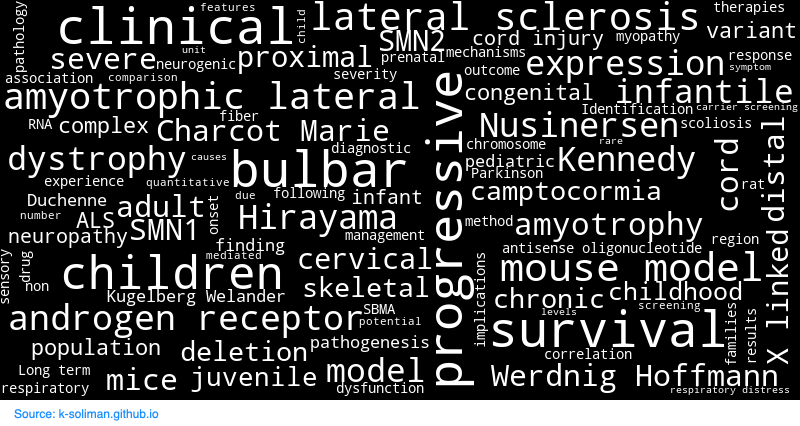 features
clinical
pathology
child
lateral sclerosis
therapies
unit
SMN2
cord injury
myopathy
variant
severe
neurogenic
proximal
prenatal
mechanisms
expression
response
symptom
association
comparison
severity
outcome
congenital
infantile
amyotrophic lateral
progressive
Identification
carrier screening
RNA
complex
fiber
Charcot Marie
Nusinersen
scoliosis
dystrophy
causes
diagnostic
bulbar
chromosome
rare
pediatric
Kennedy
cord
distal
Parkinson
experience
quantitative
due
following
infant
camptocormia
rat
Duchenne
number
ALS
adult
onset
Hirayama
method
amyotrophy
SMN1
neuropathy
management
region
finding
antisense oligonucleotide
sensory
drug
non
mediated
cervical
children
skeletal
mouse model
X linked
implications
Kugelberg Welander
chronic
childhood
androgen receptor
SBMA
potential
levels
screening
survival
families
results
population
deletion
pathogenesis
correlation
Long term
respiratory
mice
juvenile
model
dysfunction
Werdnig Hoffmann
respiratory distress
Source: k-soliman.github.io